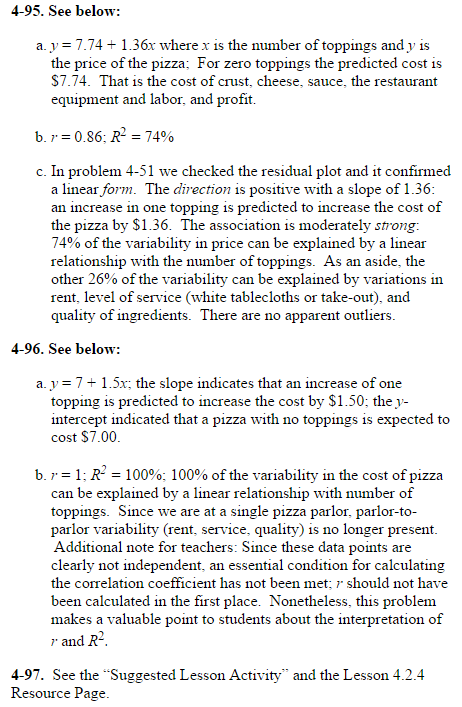 4-95. See below:
a. y = 7.74 + 1.36x where x is the number of toppings and y is
the price of the pizza; For zero toppings the predicted cost is
$7.74. That is the cost of crust, cheese, sauce, the restaurant
equipment and labor, and profit.
b. r = 0.86; R² = 74%
c. In problem 4-51 we checked the residual plot and it confirmed
a linear form. The direction is positive with a slope of 1.36:
an increase in one topping is predicted to increase the cost of
the pizza by $1.36. The association is moderately strong:
74% of the variability in price can be explained by a linear
relationship with the number of toppings. As an aside, the
other 26% of the variability can be explained by variations in
rent, level of service (white tablecloths or take-out), and
quality of ingredients. There are no apparent outliers.
4-96. See below:
a. y = 7 + 1.5x; the slope indicates that an increase of one
topping is predicted to increase the cost by $1.50; the y-
intercept indicated that a pizza with no toppings is expected to
cost $7.00.
b. r = 1; R² = 100%; 100% of the variability in the cost of pizza
can be explained by a linear relationship with number of
toppings. Since we are at a single pizza parlor, parlor-to-
parlor variability (rent, service, quality) is no longer present.
Additional note for teachers: Since these data points are
clearly not independent, an essential condition for calculating
the correlation coefficient has not been met; r should not have
been calculated in the first place. Nonetheless, this problem
makes a valuable point to students about the interpretation of
r and R².
4-97. See the “Suggested Lesson Activity” and the Lesson 4.2.4
Resource Page.